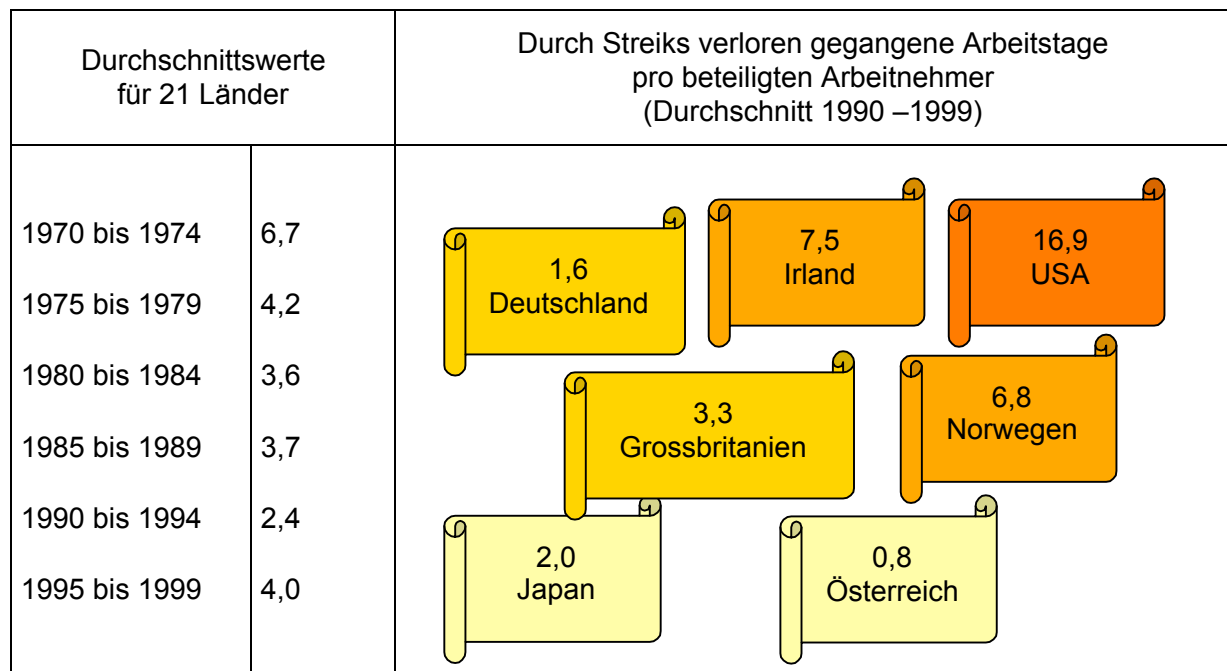 Durchschnittswerte
für 21 Länder
Durch Streiks verloren gegangene Arbeitstage
pro beteiligten Arbeitnehmer
(Durchschnitt 1990 –1999)
1970 bis 1974 6,7
1975 bis 1979 4,2
1980 bis 1984 3,6
1985 bis 1989 3,7
1990 bis 1994 2,4
1995 bis 1999 4,0
1,6
Deutschland
7,5
Irland
16,9
USA
3,3
Grossbritanien
6,8
Norwegen
2,0
Japan
0,8
Österreich